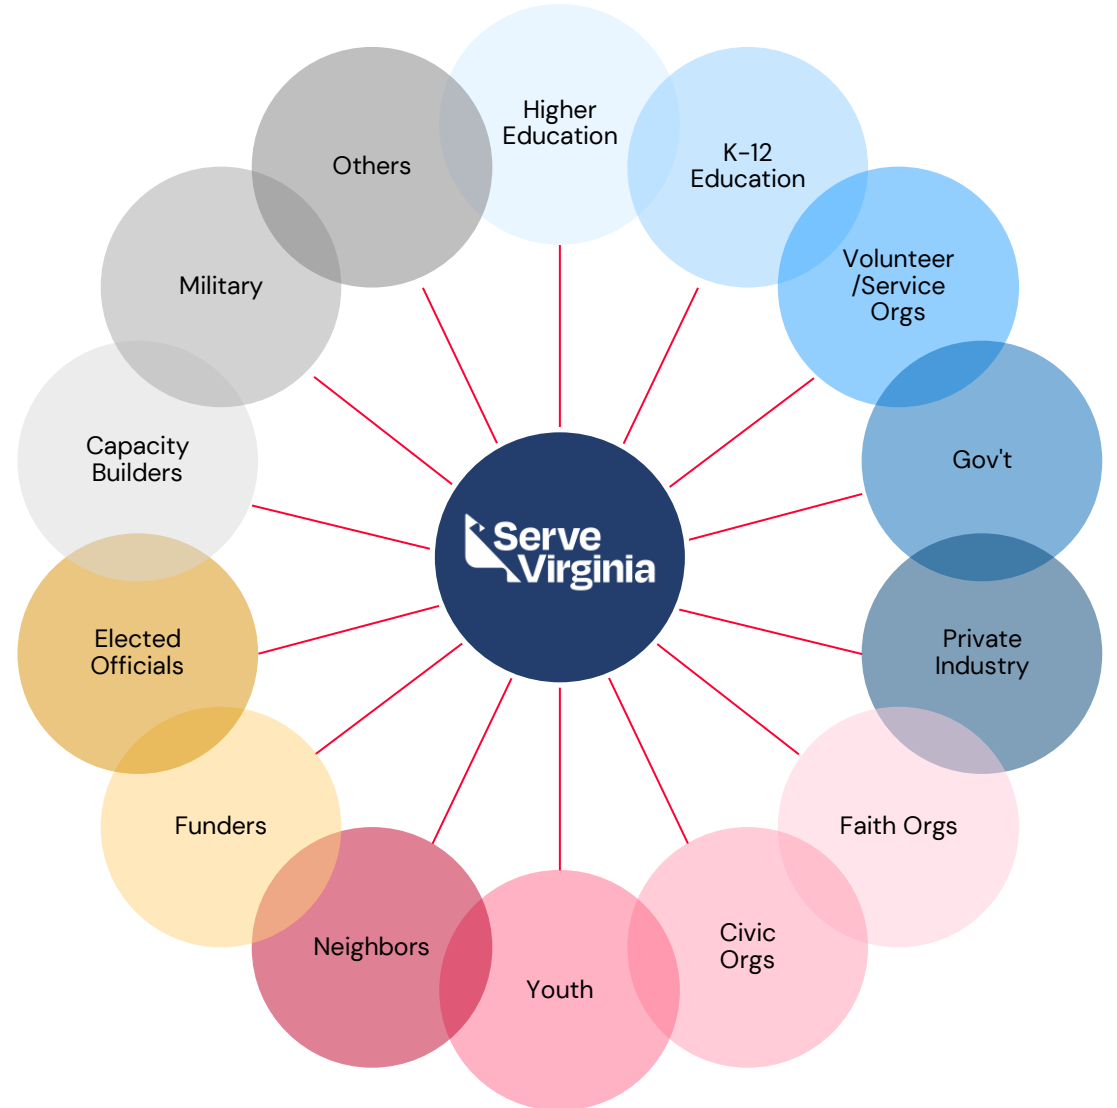 Higher
Education
K-12
Education
Volunteer
/Service
Orgs
Gov't
Private
Industry
Faith Orgs
Civic
Orgs
Youth
Neighbors
Funders
Elected
Officials
Capacity
Builders
Military
Others
Serve
Virginia